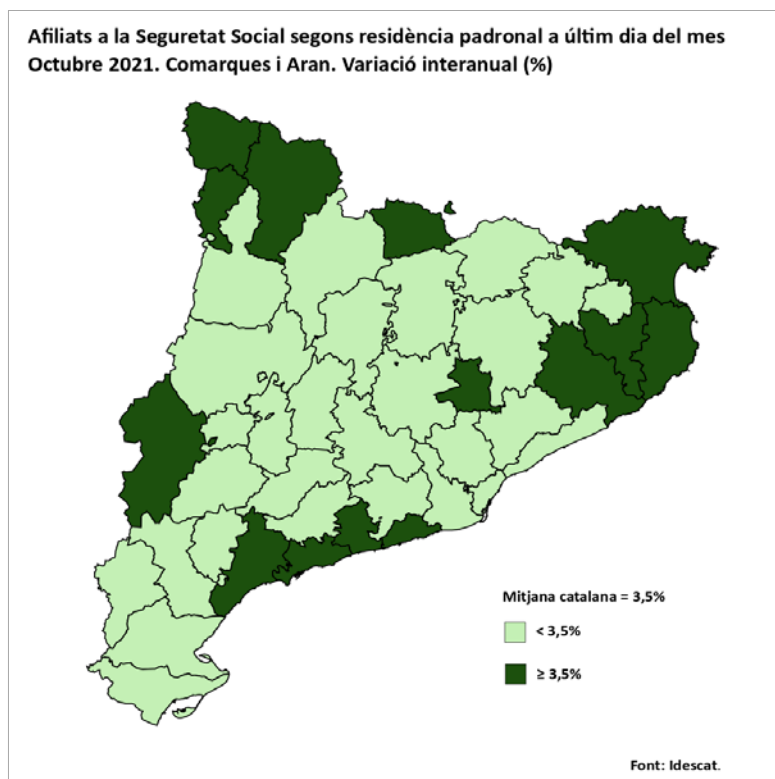 Afiliats a la Seguretat Social segons residència padronal a últim dia del mes
Octubre 2021. Comarques i Aran. Variació interanual (%)
Mitjana catalana = 3,5%
< 3,5%
≥ 3,5%
Font: Idescat.